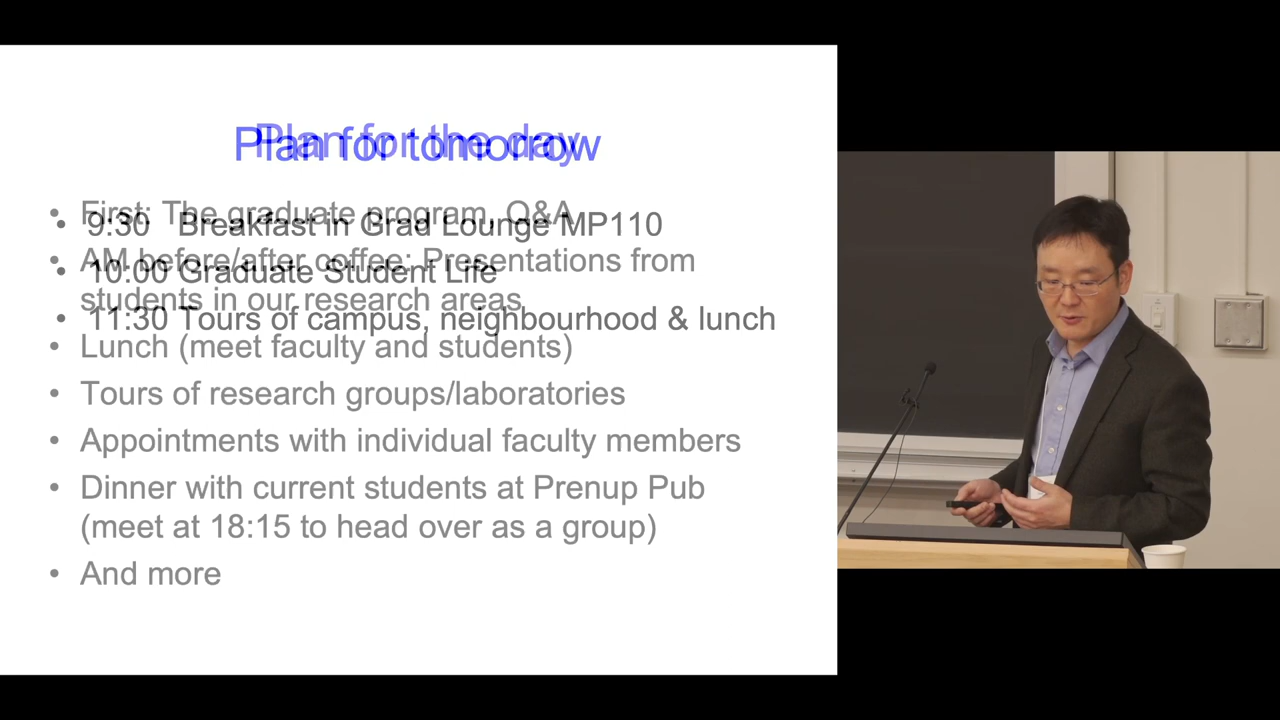 Plan for the day
• First: The graduate program, Q&A
• AM before/after coffee: Presentations from
students in our research areas
• Lunch (meet faculty and students)
• Tours of research groups/laboratories
• Appointments with individual faculty members
• Dinner with current students at Prenup Pub
(meet at 18:15 to head over as a group)
• And more
Plan for tomorrow
• 9:30 Breakfast in Grad Lounge MP110
• 10:00 Graduate Student Life
• 11:30 Tours of campus, neighbourhood & lunch